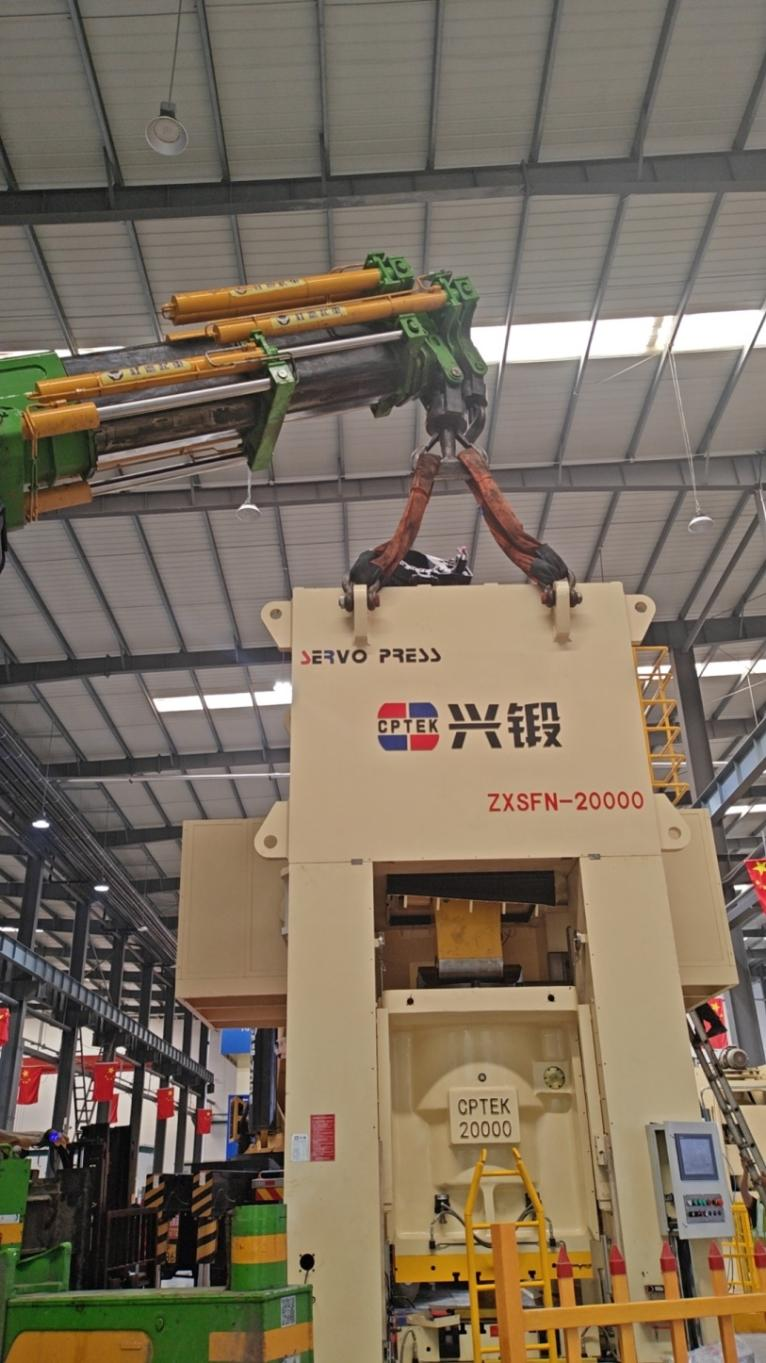 SERVO PRESS
CPTEK 兴锻
ZXSFN-20000
CPTEK
20000